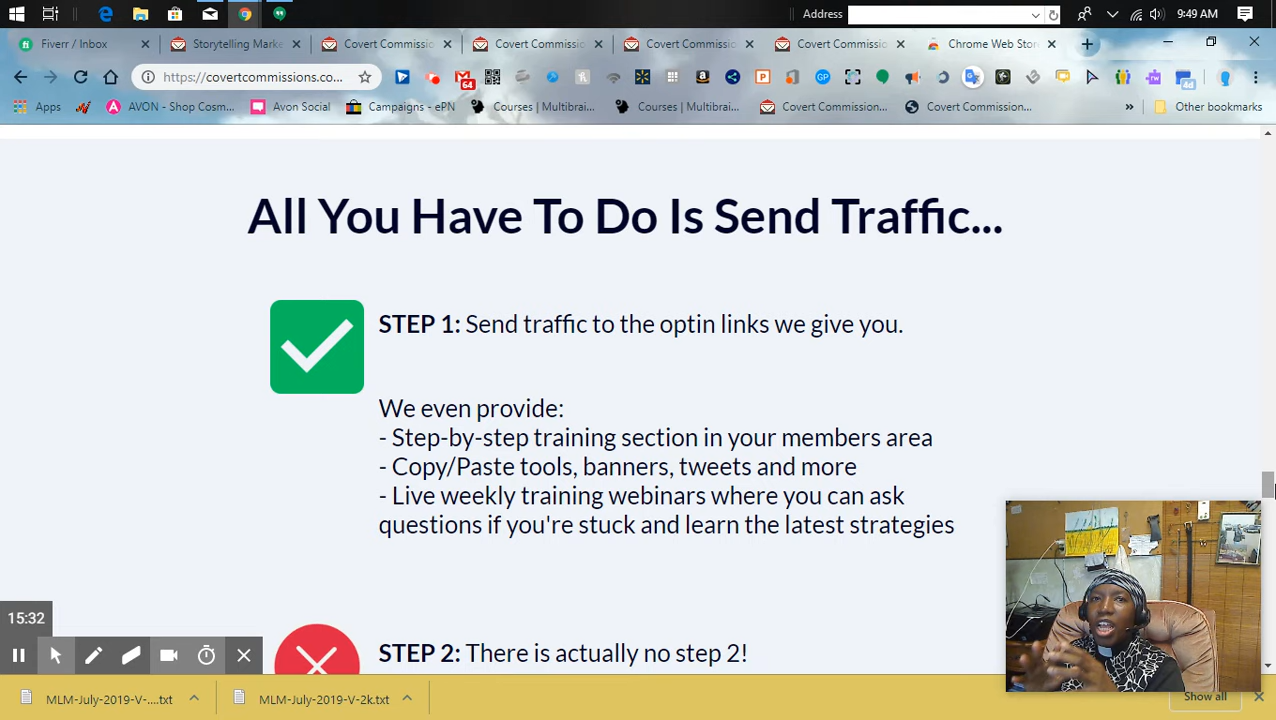 Address
9:49 AM
Fiverr / Inbox
Storytelling Marke
Covert Commissio
Covert Commissio
Covert Commissio
Covert Commissio
Chrome Web Stor
https://covertcommissions.co...
64
GP
4d
Apps
AVON - Shop Cosm...
Avon Social
Campaigns - ePN
Courses | Multibrai...
Courses | Multibrai...
Covert Commission...
Covert Commission...
Other bookmarks
All You Have To Do Is Send Traffic...
STEP 1: Send traffic to the optin links we give you.
We even provide:
- Step-by-step training section in your members area
- Copy/Paste tools, banners, tweets and more
- Live weekly training webinars where you can ask
questions if you're stuck and learn the latest strategies
15:32
STEP 2: There is actually no step 2!
MLM-July-2019-V-....txt
MLM-July-2019-V-2k.txt
Show all